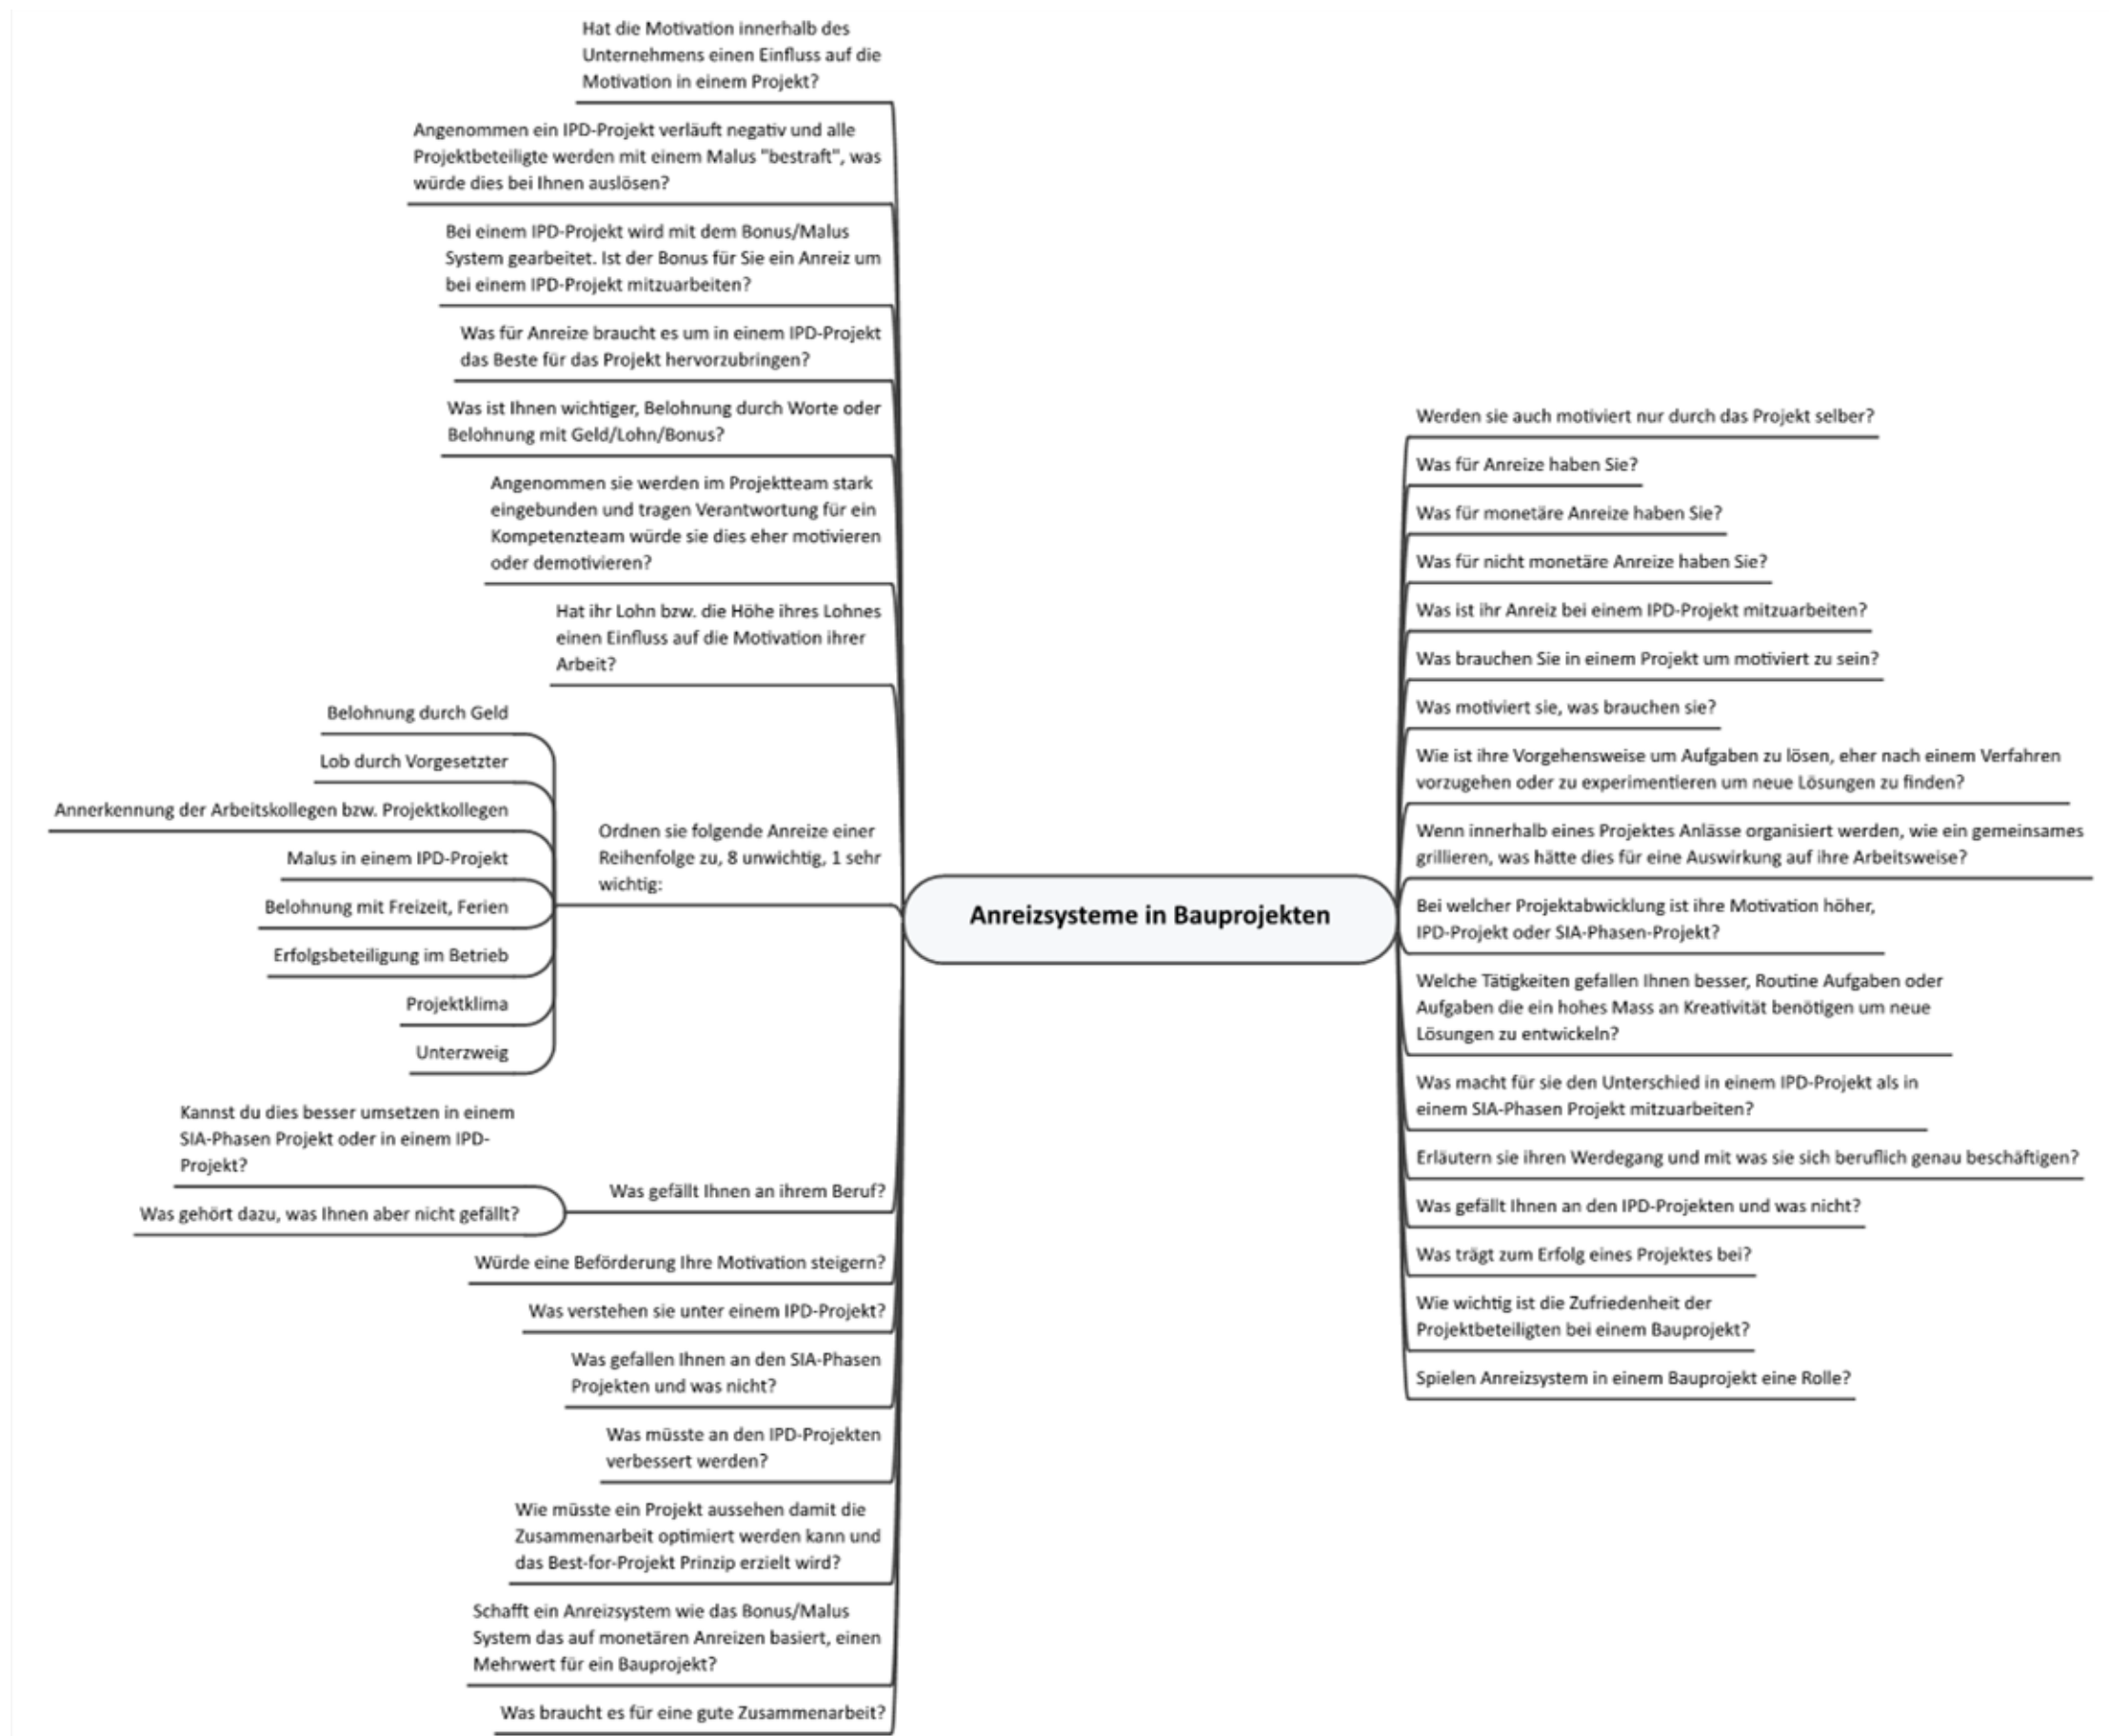 Hat die Motivation innerhalb des
Unternehmens einen Einfluss auf die
Motivation in einem Projekt?
Angenommen ein IPD-Projekt verläuft negativ und alle
Projektbeteiligte werden mit einem Malus "bestraft", was
würde dies bei Ihnen auslösen?
Bei einem IPD-Projekt wird mit dem Bonus/Malus
System gearbeitet. Ist der Bonus für Sie ein Anreiz um
bei einem IPD-Projekt mitzuarbeiten?
Was für Anreize braucht es um in einem IPD-Projekt
das Beste für das Projekt hervorzubringen?
Was ist Ihnen wichtiger, Belohnung durch Worte oder
Belohnung mit Geld/Lohn/Bonus?
Angenommen sie werden im Projektteam stark
eingebunden und tragen Verantwortung für ein
Kompetenzteam würde sie dies eher motivieren
oder demotivieren?
Hat ihr Lohn bzw. die Höhe ihres Lohnes
einen Einfluss auf die Motivation ihrer
Arbeit?
Belohnung durch Geld
Lob durch Vorgesetzter
Annerkennung der Arbeitskollegen bzw. Projektkollegen
Malus in einem IPD-Projekt
Belohnung mit Freizeit, Ferien
Erfolgsbeteiligung im Betrieb
Projektklima
Unterzweig
Ordnen sie folgende Anreize einer
Reihenfolge zu, 8 unwichtig, 1 sehr
wichtig:
Kannst du dies besser umsetzen in einem
SIA-Phasen Projekt oder in einem IPD-
Projekt?
Was gehört dazu, was Ihnen aber nicht gefällt?
Was gefällt Ihnen an ihrem Beruf?
Würde eine Beförderung Ihre Motivation steigern?
Was verstehen sie unter einem IPD-Projekt?
Was gefallen Ihnen an den SIA-Phasen
Projekten und was nicht?
Was müsste an den IPD-Projekten
verbessert werden?
Wie müsste ein Projekt aussehen damit die
Zusammenarbeit optimiert werden kann und
das Best-for-Projekt Prinzip erzielt wird?
Schafft ein Anreizsystem wie das Bonus/Malus
System das auf monetären Anreizen basiert, einen
Mehrwert für ein Bauprojekt?
Was braucht es für eine gute Zusammenarbeit?
Anreizsysteme in Bauprojekten
Werden sie auch motiviert nur durch das Projekt selber?
Was für Anreize haben Sie?
Was für monetäre Anreize haben Sie?
Was für nicht monetäre Anreize haben Sie?
Was ist ihr Anreiz bei einem IPD-Projekt mitzuarbeiten?
Was brauchen Sie in einem Projekt um motiviert zu sein?
Was motiviert sie, was brauchen sie?
Wie ist ihre Vorgehensweise um Aufgaben zu lösen, eher nach einem Verfahren
vorzugehen oder zu experimentieren um neue Lösungen zu finden?
Wenn innerhalb eines Projektes Anlässe organisiert werden, wie ein gemeinsames
grillieren, was hätte dies für eine Auswirkung auf ihre Arbeitsweise?
Bei welcher Projektabwicklung ist ihre Motivation höher,
IPD-Projekt oder SIA-Phasen-Projekt?
Welche Tätigkeiten gefallen Ihnen besser, Routine Aufgaben oder
Aufgaben die ein hohes Mass an Kreativität benötigen um neue
Lösungen zu entwickeln?
Was macht für sie den Unterschied in einem IPD-Projekt als in
einem SIA-Phasen Projekt mitzuarbeiten?
Erläutern sie ihren Werdegang und mit was sie sich beruflich genau beschäftigen?
Was gefällt Ihnen an den IPD-Projekten und was nicht?
Was trägt zum Erfolg eines Projektes bei?
Wie wichtig ist die Zufriedenheit der
Projektbeteiligten bei einem Bauprojekt?
Spielen Anreizsystem in einem Bauprojekt eine Rolle?